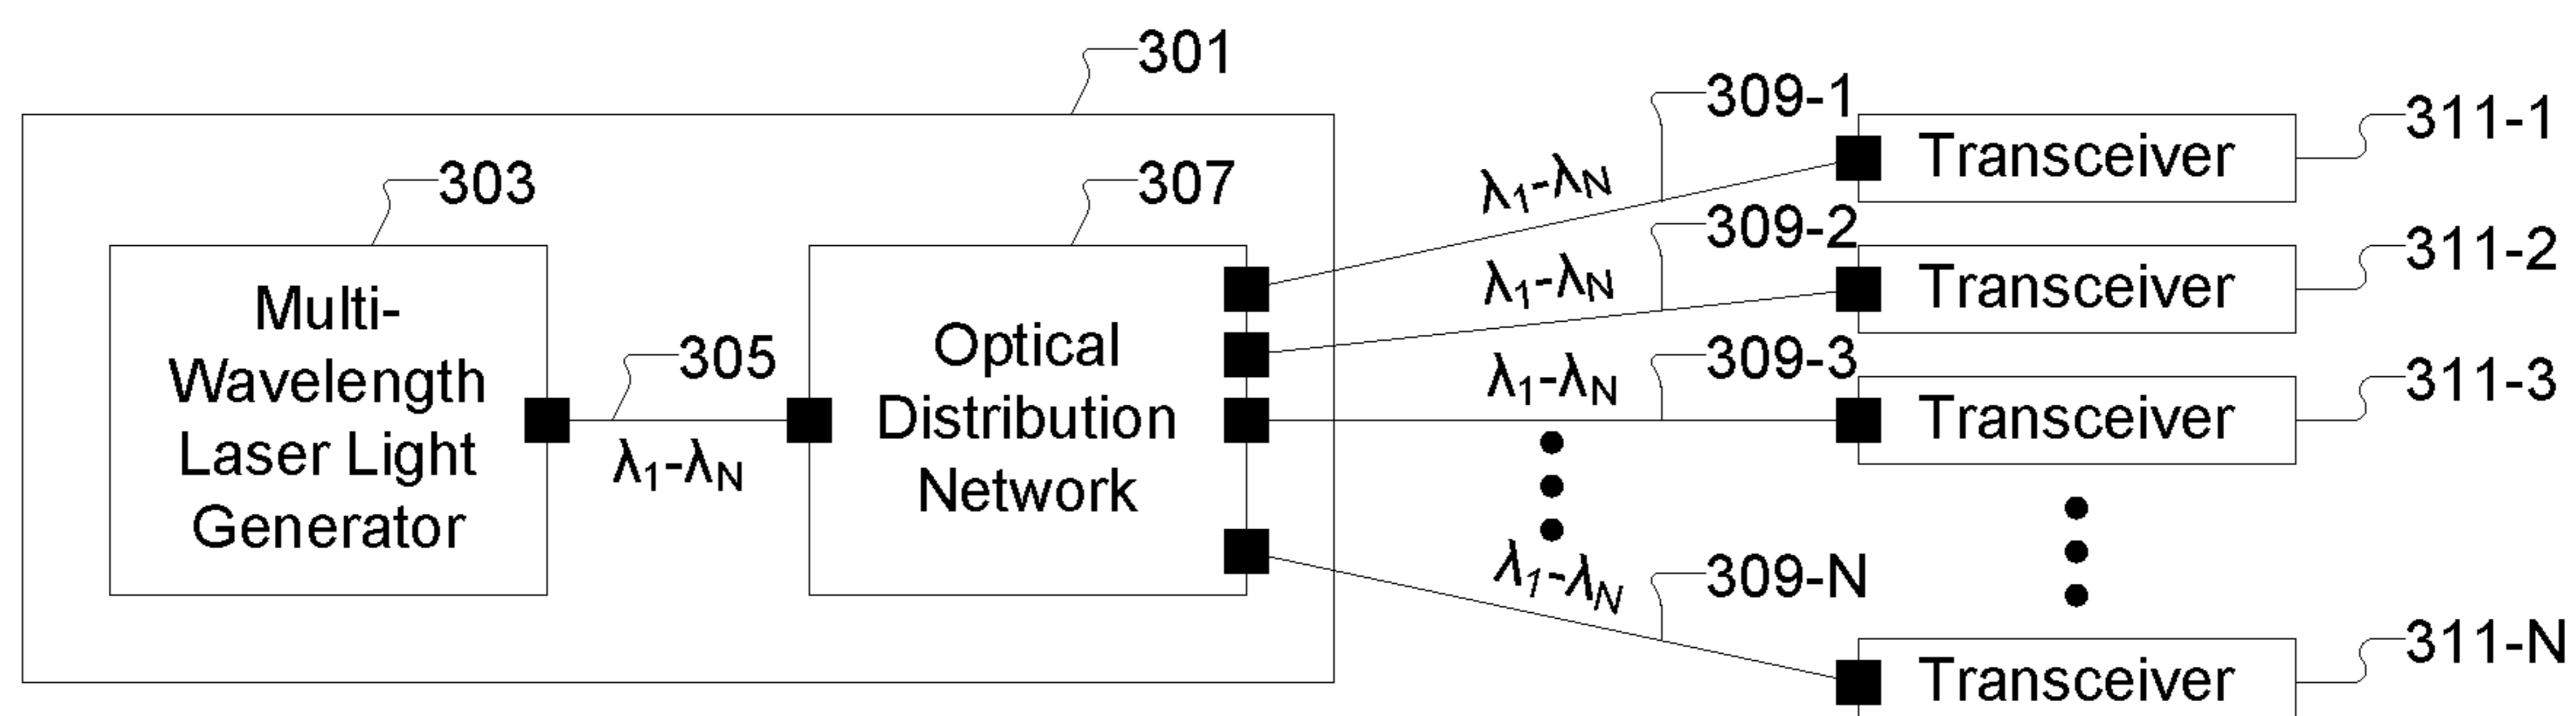 301
303
Multi-
Wavelength
Laser Light
Generator
305
λ1-λN
307
Optical
Distribution
Network
309-1
λ1-λN
309-2
λ1-λN
309-3
λ1-λN
309-N
λ1-λN
Transceiver
311-1
Transceiver
311-2
Transceiver
311-3
Transceiver
311-N